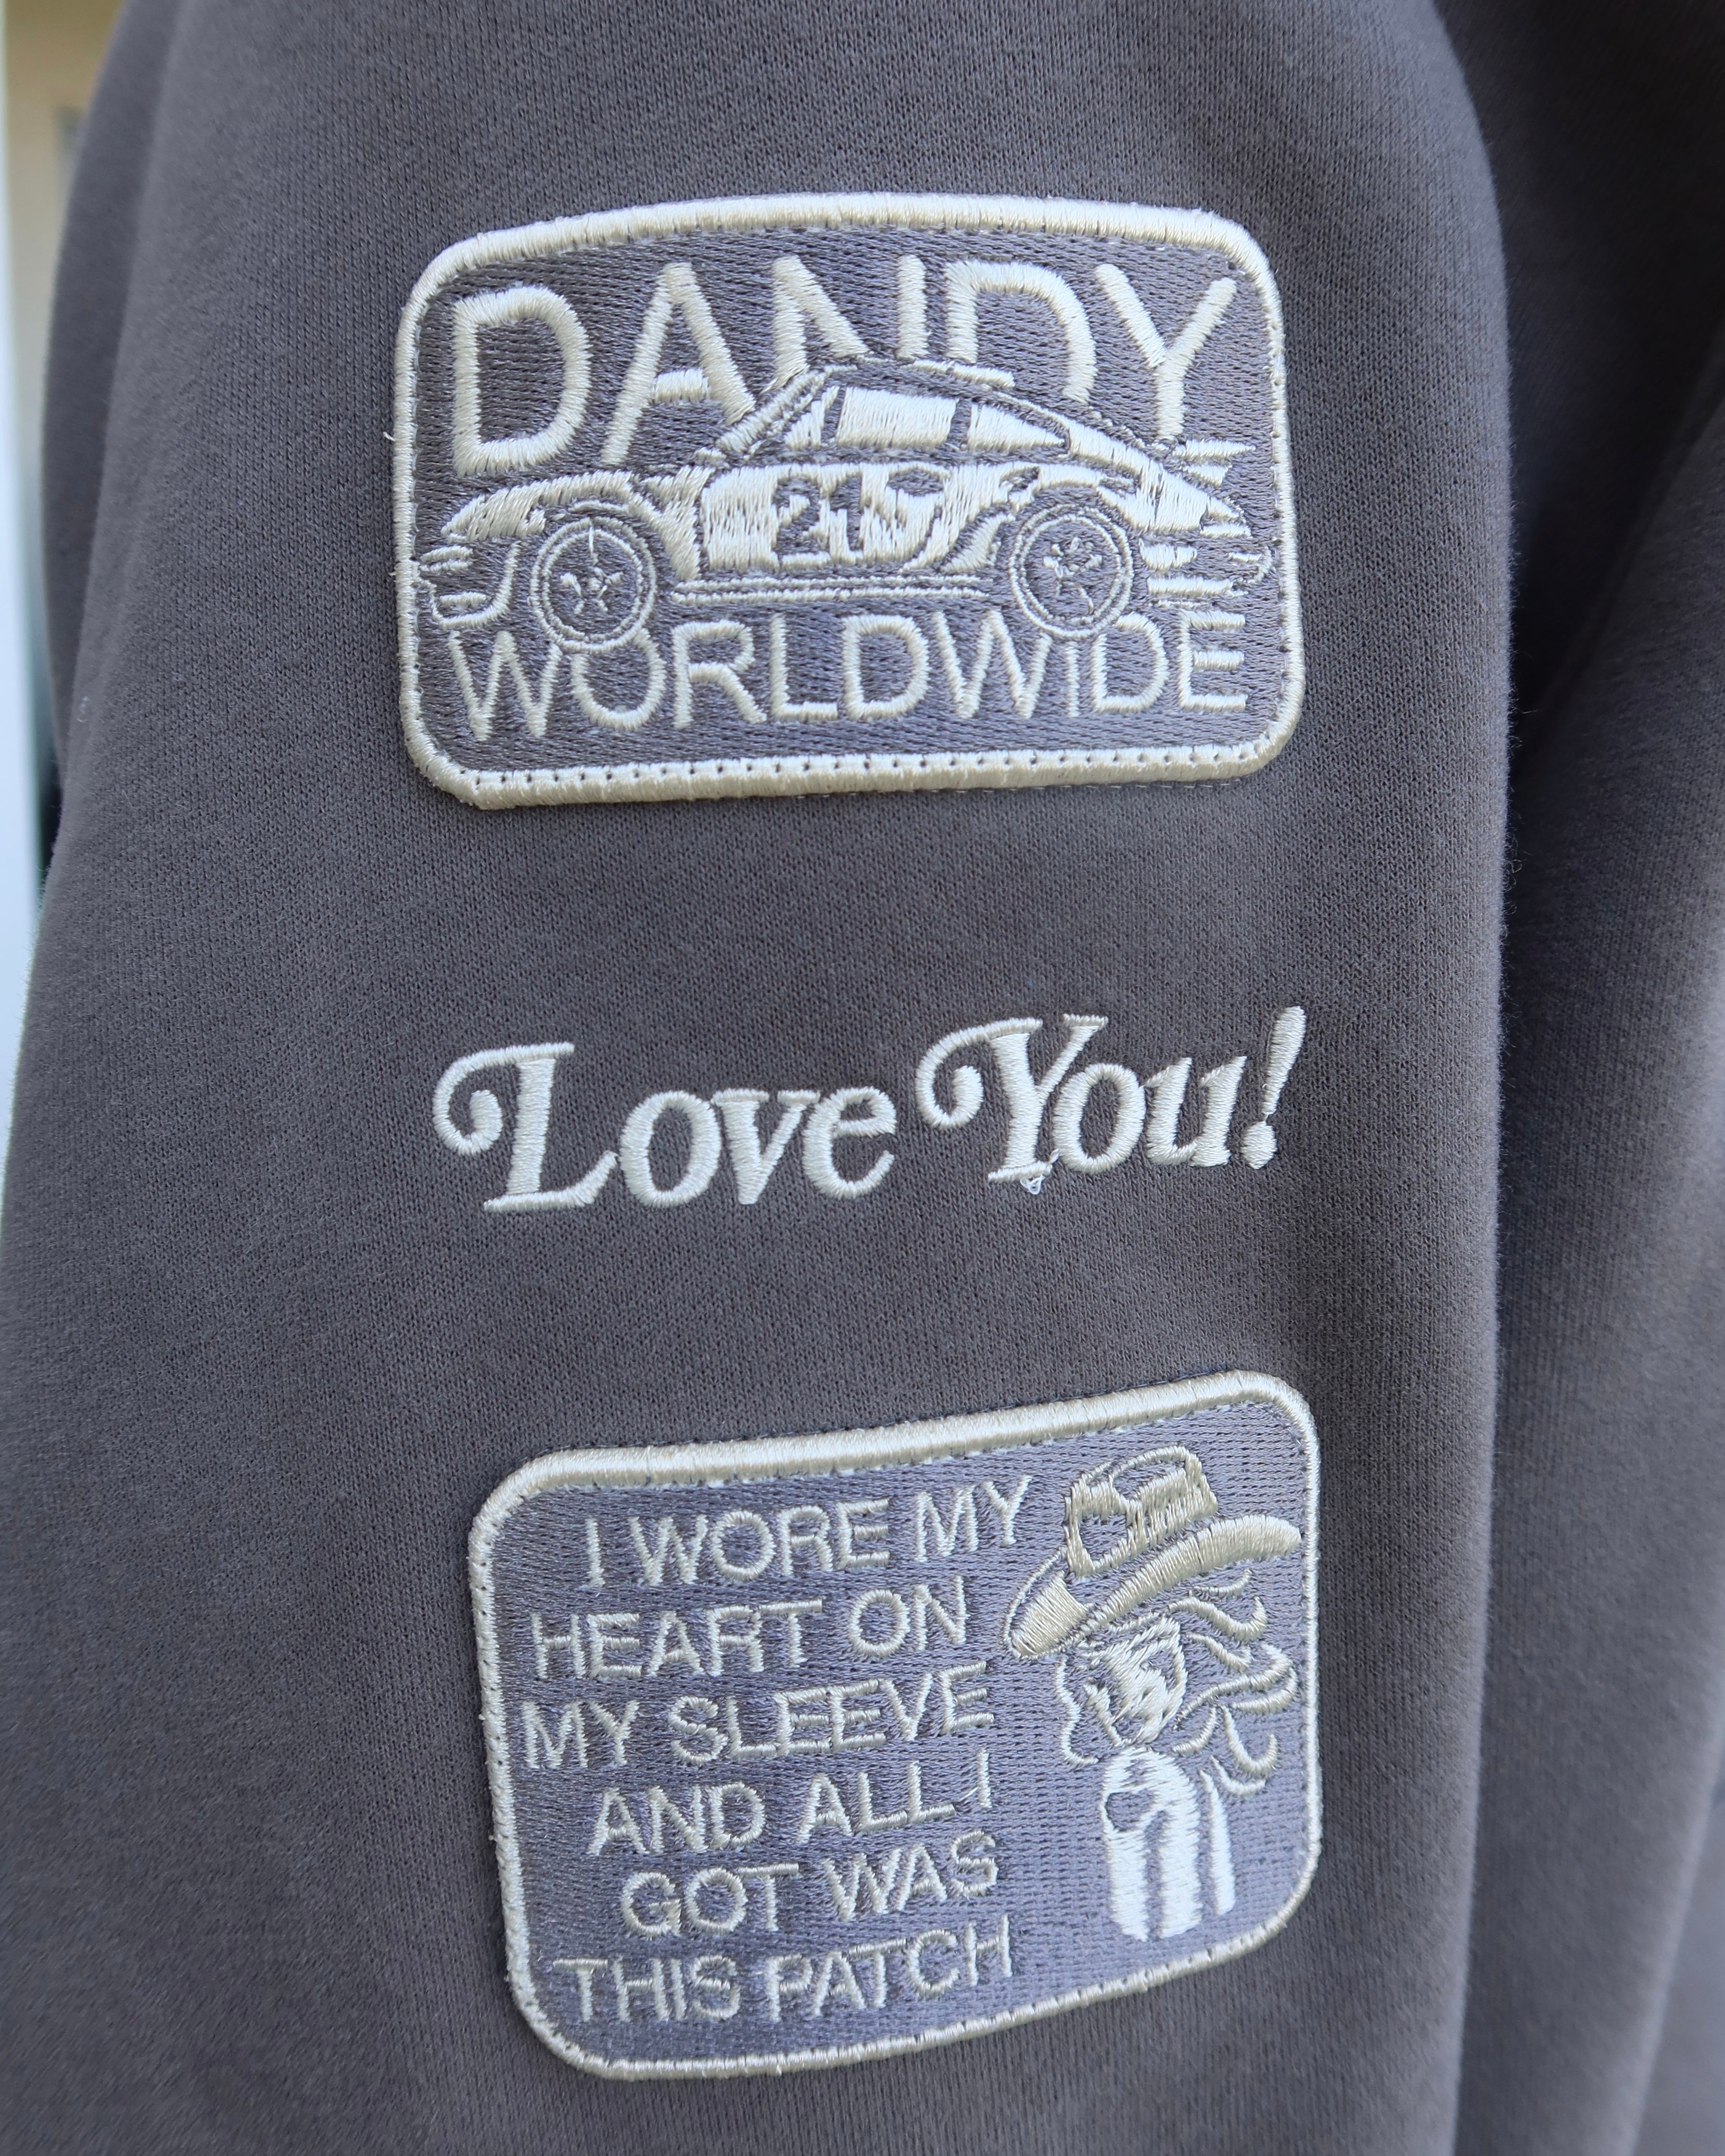 DANDY
21
WORLDWIDE
Love You!
I WORE MY
HEART ON
MY SLEEVE
AND ALL I
GOT WAS
THIS PATCH